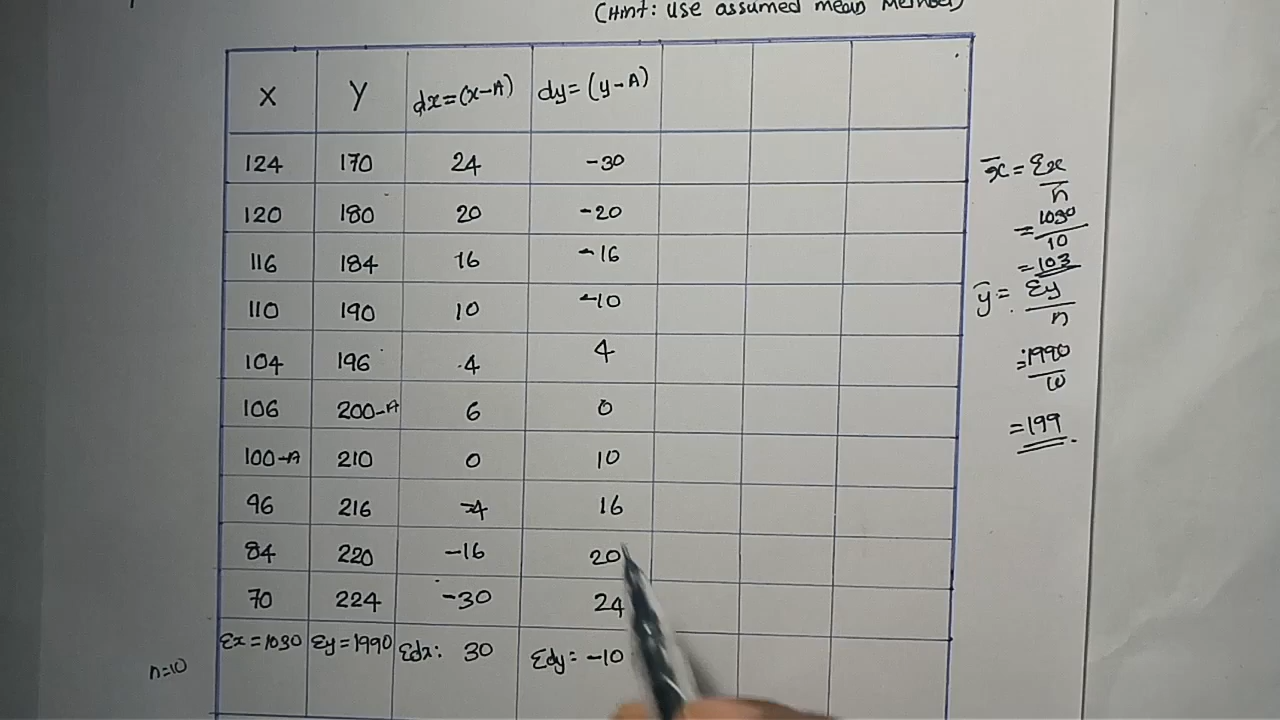 (Hint: use assumed mean Method)
X Y dx=(x-A) dy=(y-A)
124 170 24 -30
120 180 20 -20
116 184 16 -16
110 190 10 -10
104 196 4 4
106 200-A 6 0
100-A 210 0 10
96 216 -4 16
84 220 -16 20
70 224 -30 24
Σx=1030 Σy=1990 Σdx: 30 Σdy= -10
n=10
x̄ = Σx
n
= 1030
10
= 103
ȳ = Σy
n
= 1990
10
= 199.